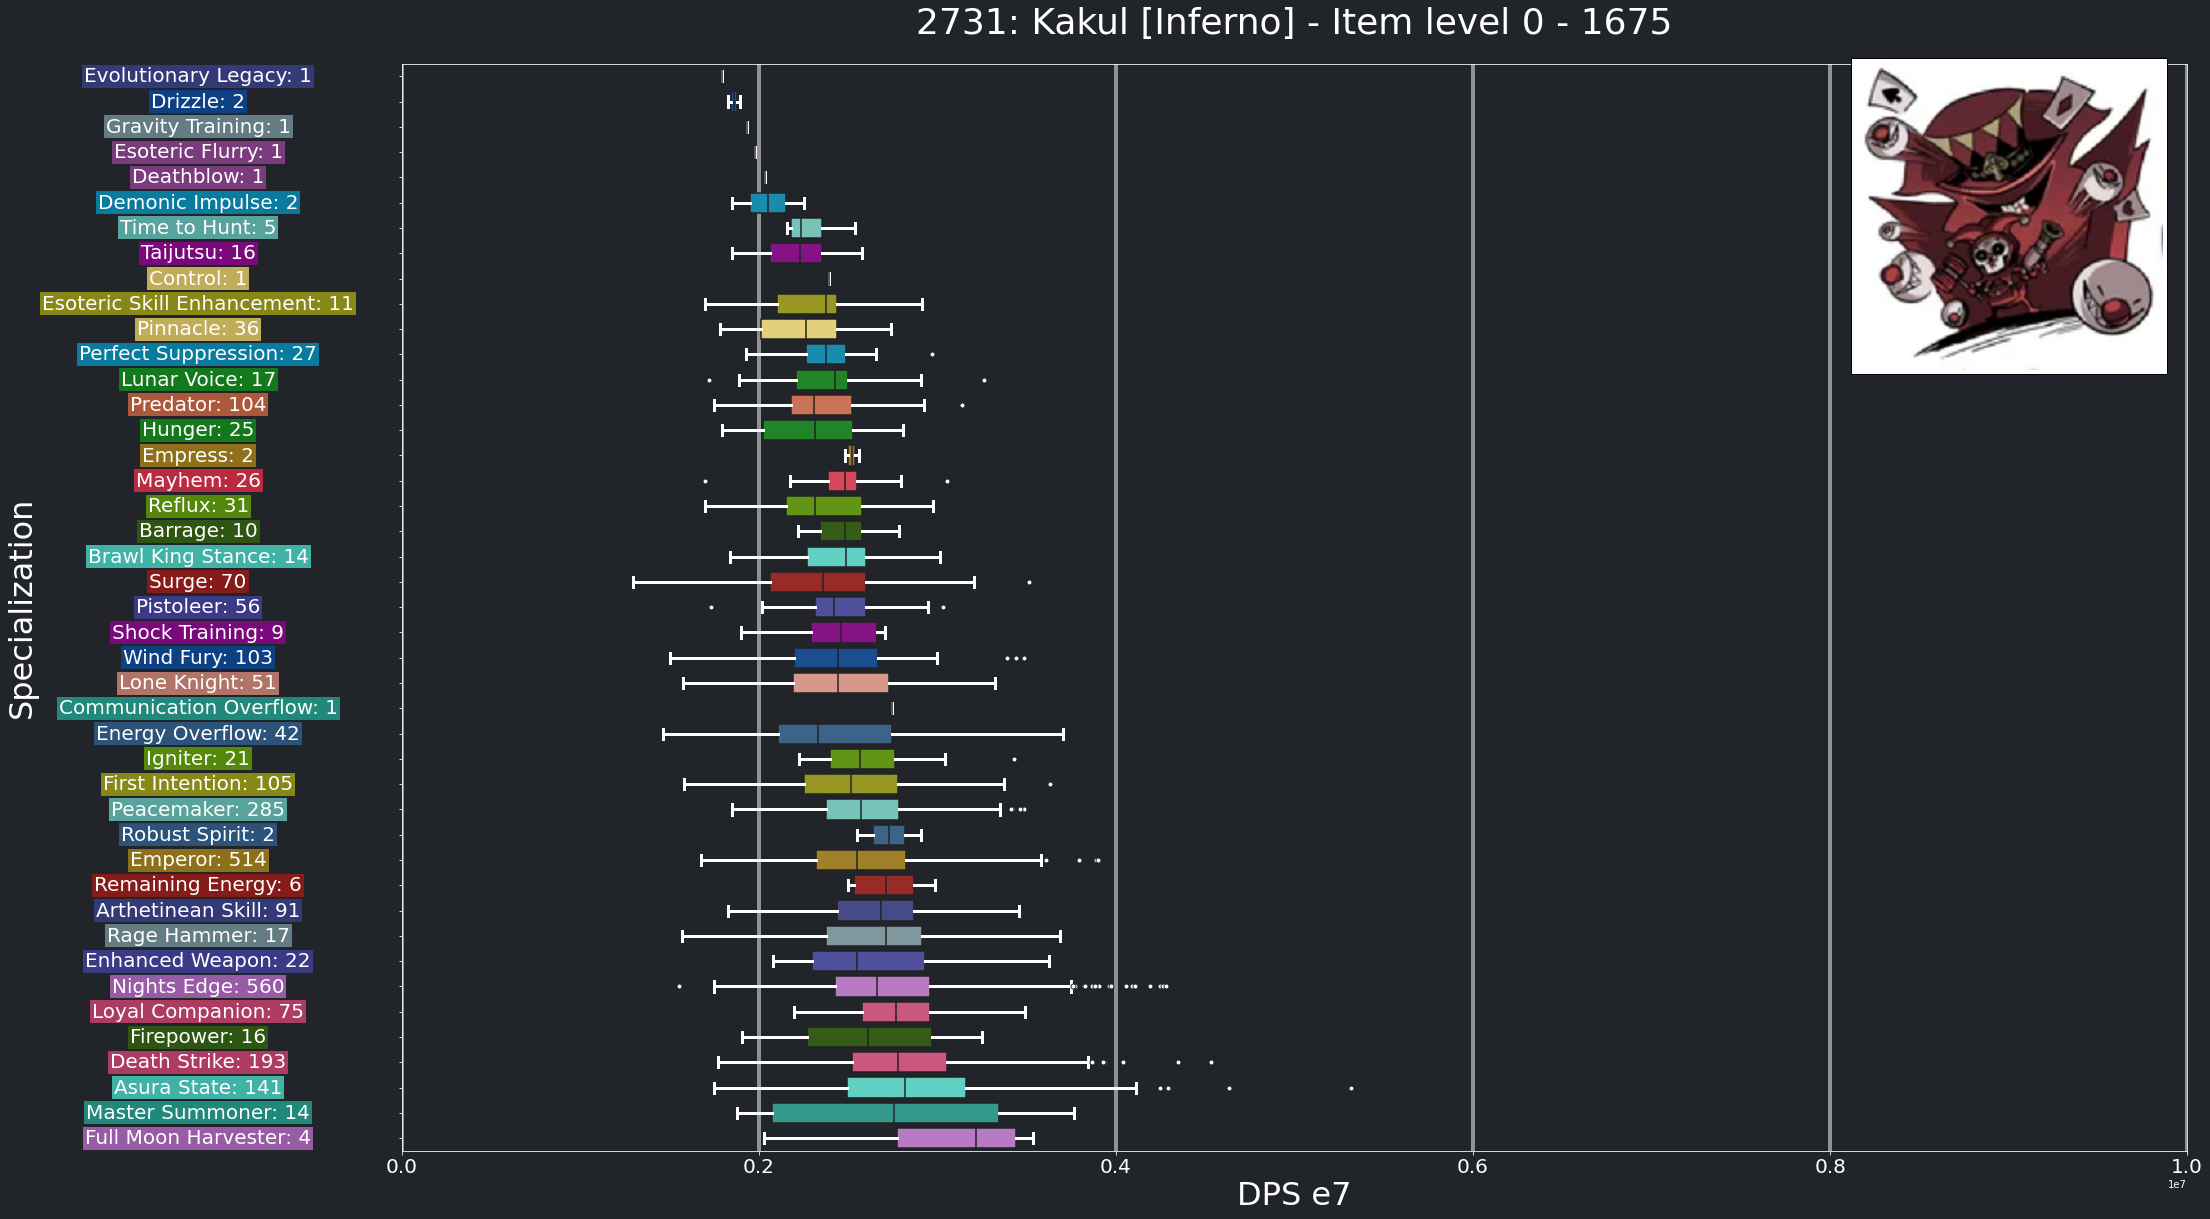 2731: Kakul [Inferno] - Item level 0 - 1675
Evolutionary Legacy: 1
Drizzle: 2
Gravity Training: 1
Esoteric Flurry: 1
Deathblow: 1
Demonic Impulse: 2
Time to Hunt: 5
Taijutsu: 16
Control: 1
Esoteric Skill Enhancement: 11
Pinnacle: 36
Perfect Suppression: 27
Lunar Voice: 17
Predator: 104
Hunger: 25
Empress: 2
Mayhem: 26
Reflux: 31
Barrage: 10
Brawl King Stance: 14
Surge: 70
Pistoleer: 56
Shock Training: 9
Wind Fury: 103
Lone Knight: 51
Communication Overflow: 1
Energy Overflow: 42
Igniter: 21
First Intention: 105
Peacemaker: 285
Robust Spirit: 2
Emperor: 514
Remaining Energy: 6
Arthetinean Skill: 91
Rage Hammer: 17
Enhanced Weapon: 22
Nights Edge: 560
Loyal Companion: 75
Firepower: 16
Death Strike: 193
Asura State: 141
Master Summoner: 14
Full Moon Harvester: 4
Specialization
0.0 0.2 0.4 0.6 0.8 1.0
1e7
DPS e7